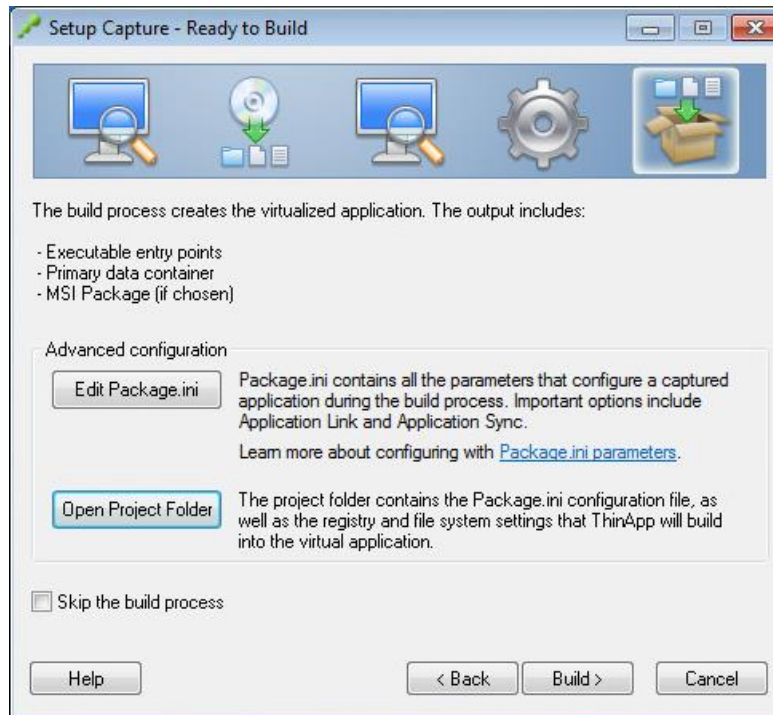 Setup Capture - Ready to Build
The build process creates the virtualized application. The output includes:
- Executable entry points
- Primary data container
- MSI Package (if chosen)
Advanced configuration
Edit Package.ini
Package.ini contains all the parameters that configure a captured
application during the build process. Important options include
Application Link and Application Sync.
Learn more about configuring with Package.ini parameters.
Open Project Folder
The project folder contains the Package.ini configuration file, as
well as the registry and file system settings that ThinApp will build
into the virtual application.
Skip the build process
Help
< Back
Build >
Cancel